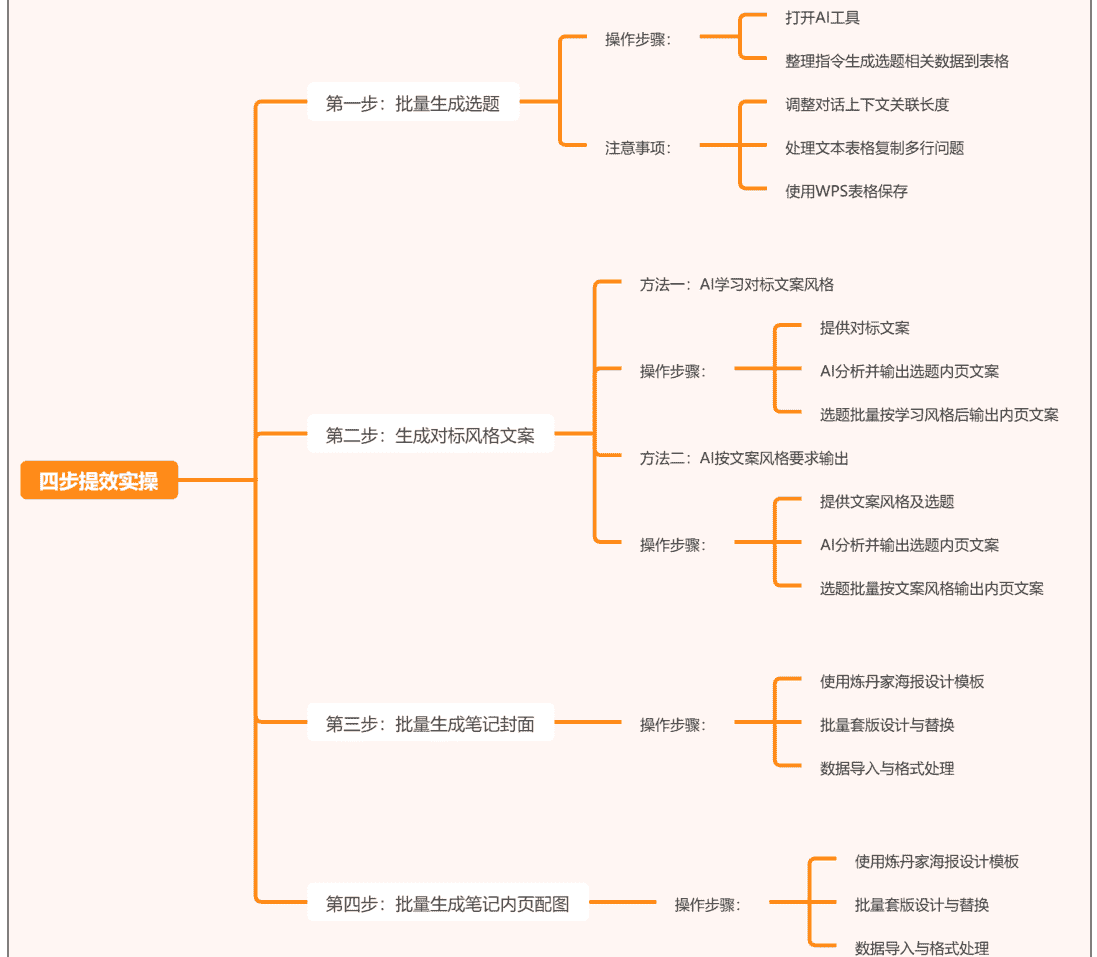 四步提效实操
第一步：批量生成选题
操作步骤：
打开AI工具
整理指令生成选题相关数据到表格
注意事项：
调整对话上下文关联长度
处理文本表格复制多行问题
使用WPS表格保存
第二步：生成对标风格文案
方法一：AI学习对标文案风格
操作步骤：
提供对标文案
AI分析并输出选题内页文案
选题批量按学习风格后输出内页文案
方法二：AI按文案风格要求输出
操作步骤：
提供文案风格及选题
AI分析并输出选题内页文案
选题批量按文案风格输出内页文案
第三步：批量生成笔记封面
操作步骤：
使用炼丹家海报设计模板
批量套版设计与替换
数据导入与格式处理
第四步：批量生成笔记内页配图
操作步骤：
使用炼丹家海报设计模板
批量套版设计与替换
数据导入与格式处理